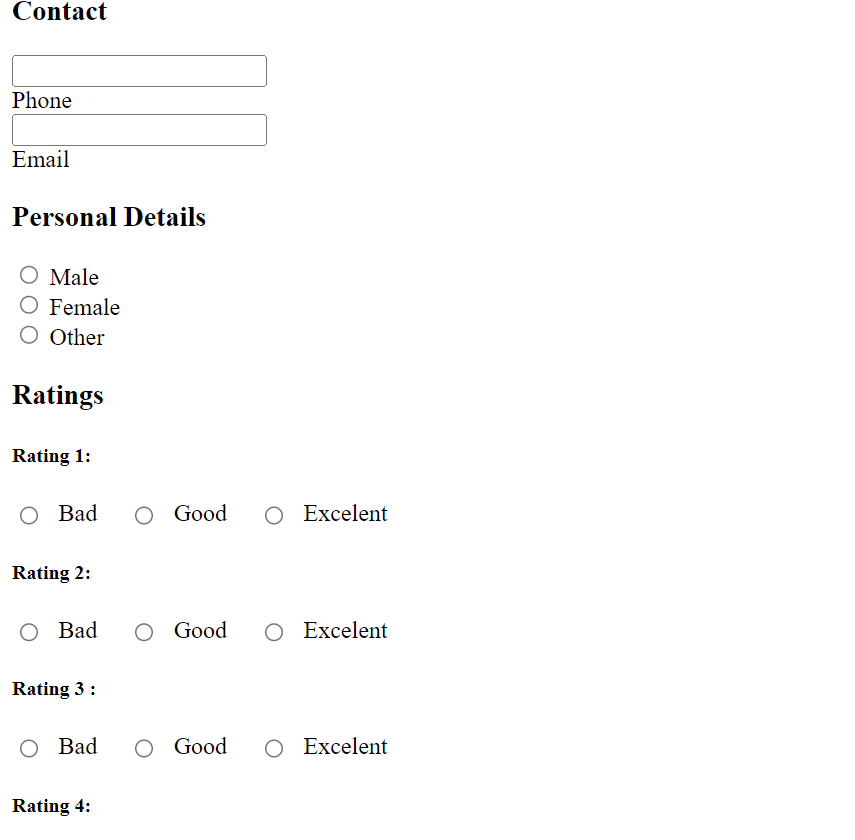 Contact
Phone
Email
Personal Details
Male
Female
Other
Ratings
Rating 1:
Bad Good Excelent
Rating 2:
Bad Good Excelent
Rating 3 :
Bad Good Excelent
Rating 4: